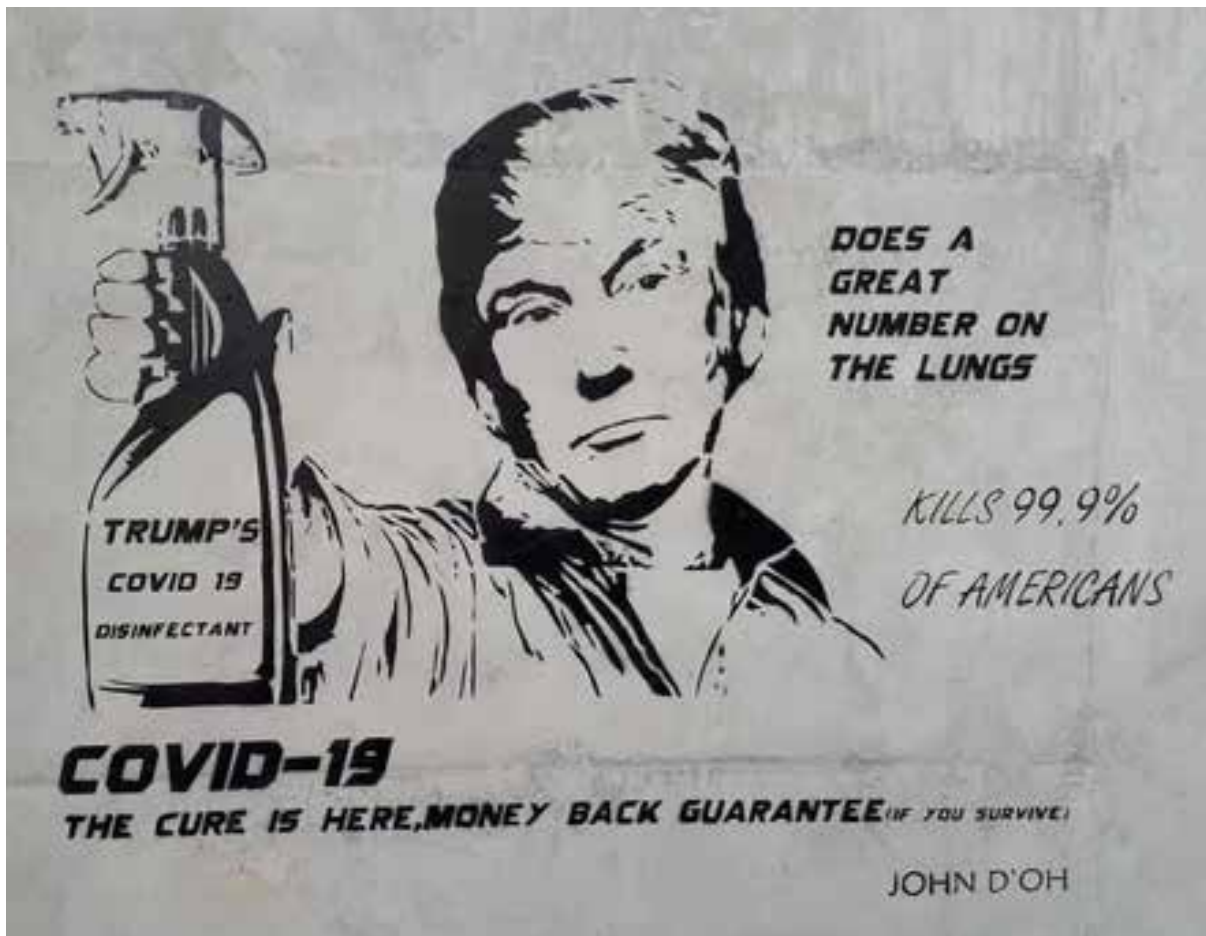 DOES A
GREAT
NUMBER ON
THE LUNGS
KILLS 99.9%
OF AMERICANS
TRUMP'S
COVID 19
DISINFECTANT
COVID-19
THE CURE IS HERE,MONEY BACK GUARANTEE(IF YOU SURVIVE)
JOHN D'OH